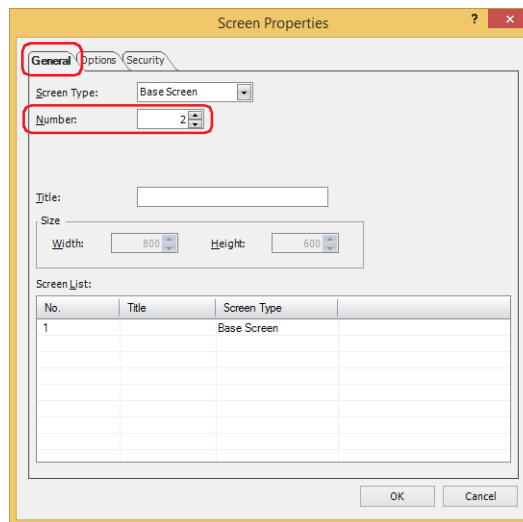 Screen Properties ? ×
General Options Security
Screen Type: Base Screen
Number: 2
Title:
Size
Width: 800 Height: 600
Screen List:
No. Title Screen Type
1 Base Screen
OK Cancel